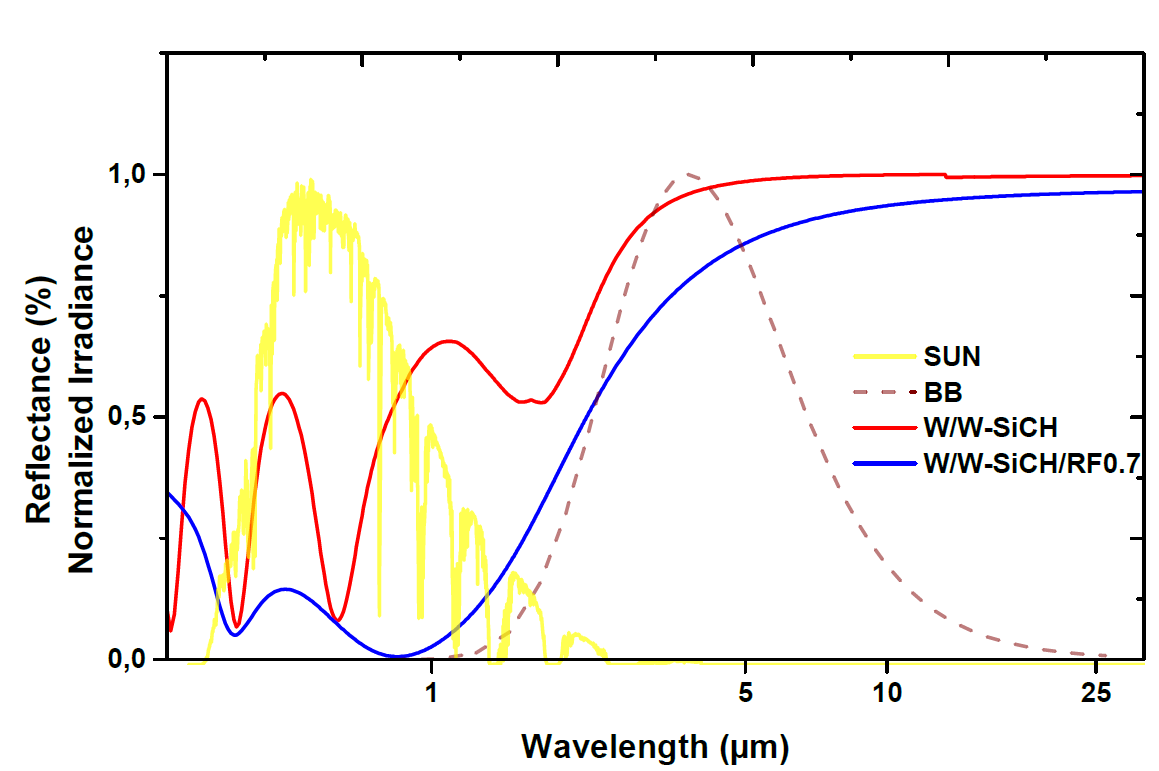 Reflectance (%)
Normalized Irradiance
1,0
0,5
0,0
SUN
BB
W/W-SiCH
W/W-SiCH/RF0.7
1
5
10
25
Wavelength (μm)